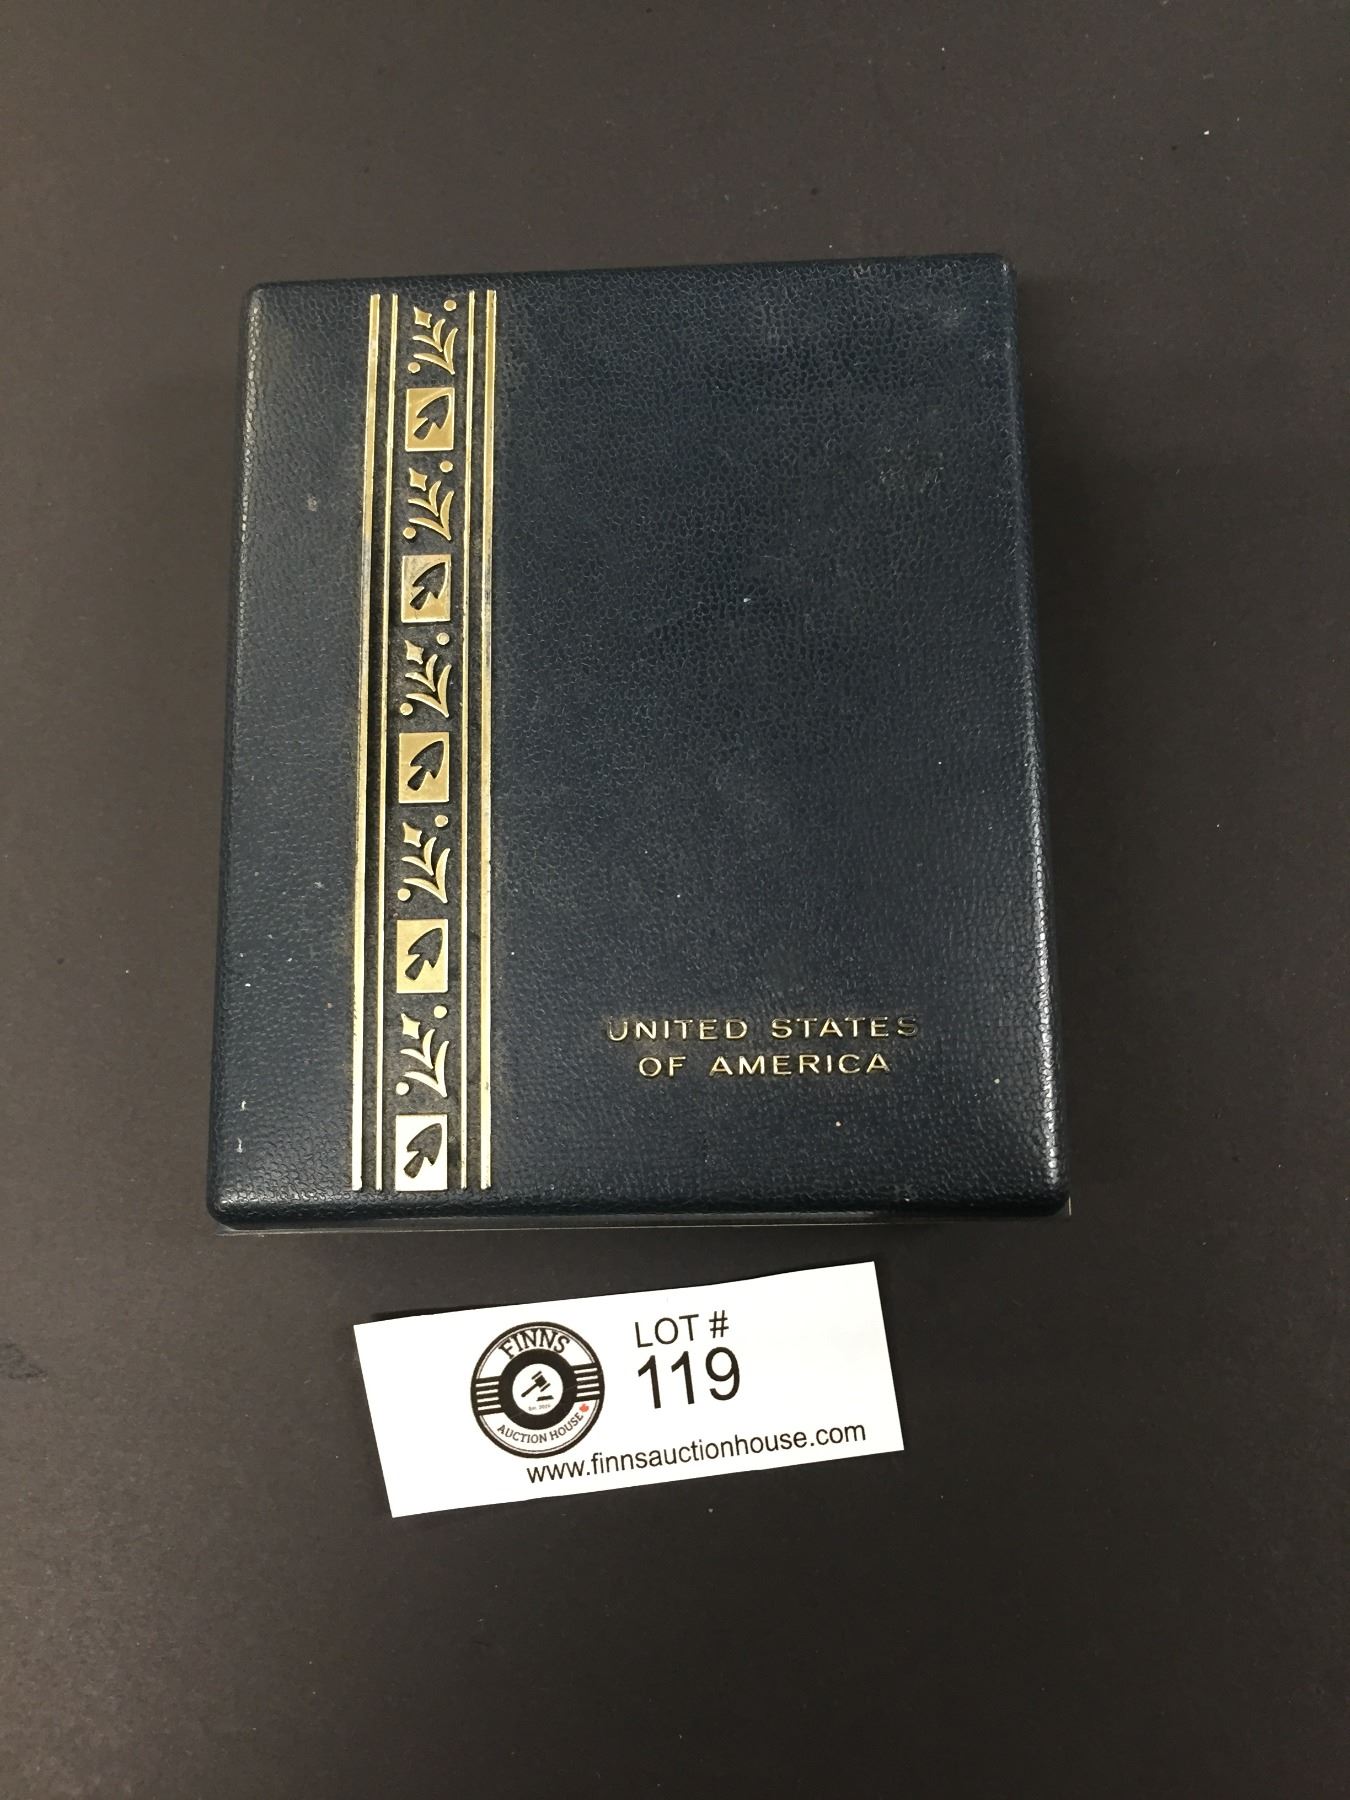 UNITED STATES
OF AMERICA
FINNS
AUCTION HOUSE
LOT #
119
www.finnsauctionhouse.com